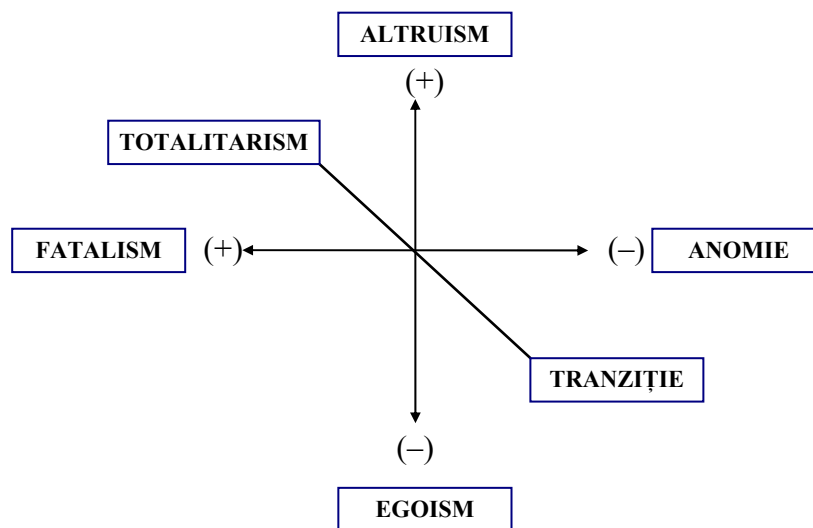 ALTRUISM
(+)
TOTALITARISM
FATALISM (+) (–) ANOMIE
TRANZIȚIE
(–)
EGOISM